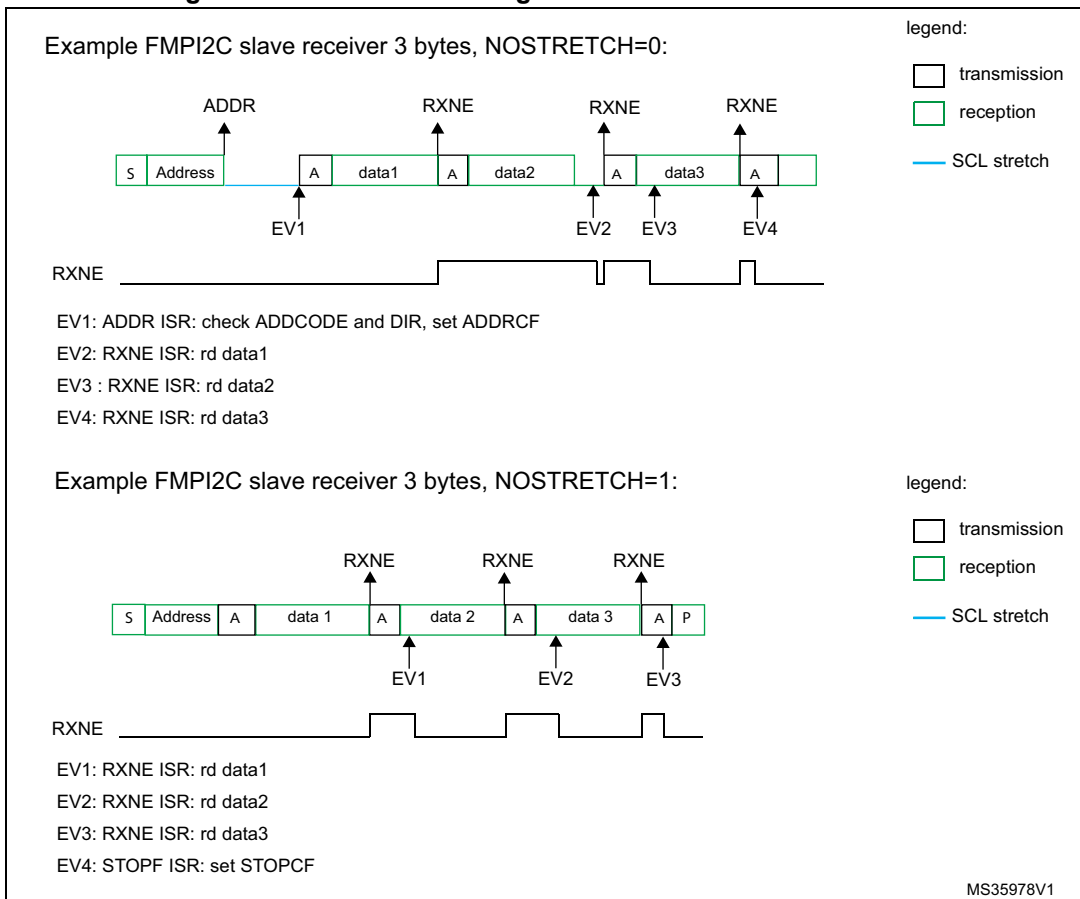 Example FMPI2C slave receiver 3 bytes, NOSTRETCH=0:
legend:
transmission
reception
SCL stretch
ADDR RXNE RXNE RXNE
S Address A data1 A data2 A data3 A
EV1 EV2 EV3 EV4
RXNE
EV1: ADDR ISR: check ADDCODE and DIR, set ADDRCF
EV2: RXNE ISR: rd data1
EV3 : RXNE ISR: rd data2
EV4: RXNE ISR: rd data3
Example FMPI2C slave receiver 3 bytes, NOSTRETCH=1:
legend:
transmission
reception
SCL stretch
RXNE RXNE RXNE
S Address A data 1 A data 2 A data 3 A P
EV1 EV2 EV3
RXNE
EV1: RXNE ISR: rd data1
EV2: RXNE ISR: rd data2
EV3: RXNE ISR: rd data3
EV4: STOPF ISR: set STOPCF
MS35978V1